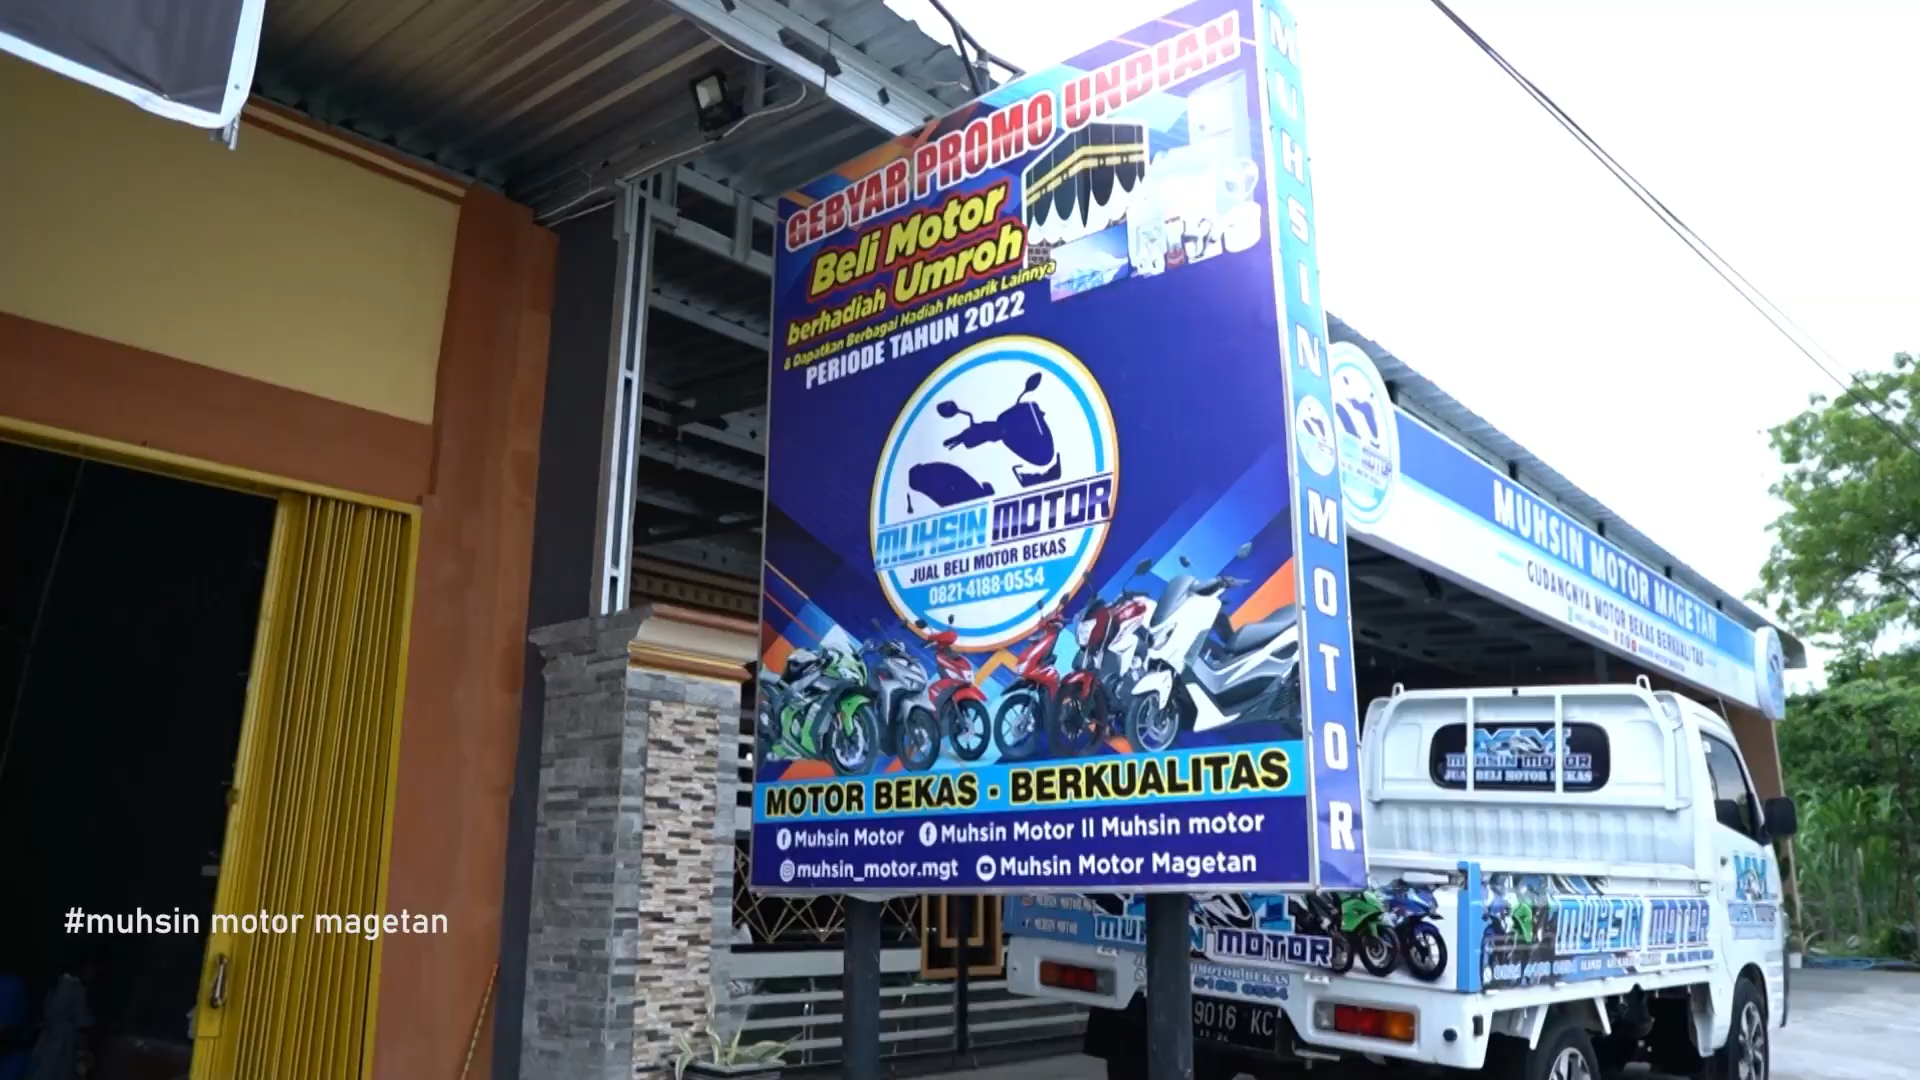 GEBYAR PROMO UNDIAN
Beli Motor
berhadiah Umroh
& Dapatkan Berbagai Hadiah Menarik Lainnya
PERIODE TAHUN 2022
MUHSIN MOTOR
JUAL BELI MOTOR BEKAS
0821-4188-0554
MOTOR BEKAS - BERKUALITAS
Muhsin Motor Muhsin Motor II Muhsin motor
muhsin_motor.mgt Muhsin Motor Magetan
MUHSIN MOTOR
MUHSIN MOTOR MAGETAN
GUDANGNYA MOTOR BEKAS BERKUALITAS
MUHSIN MOTOR
JUAL BELI MOTOR BEKAS
MUHSIN MOTOR
MUHSIN MOTOR
9016 KC
#muhsin motor magetan